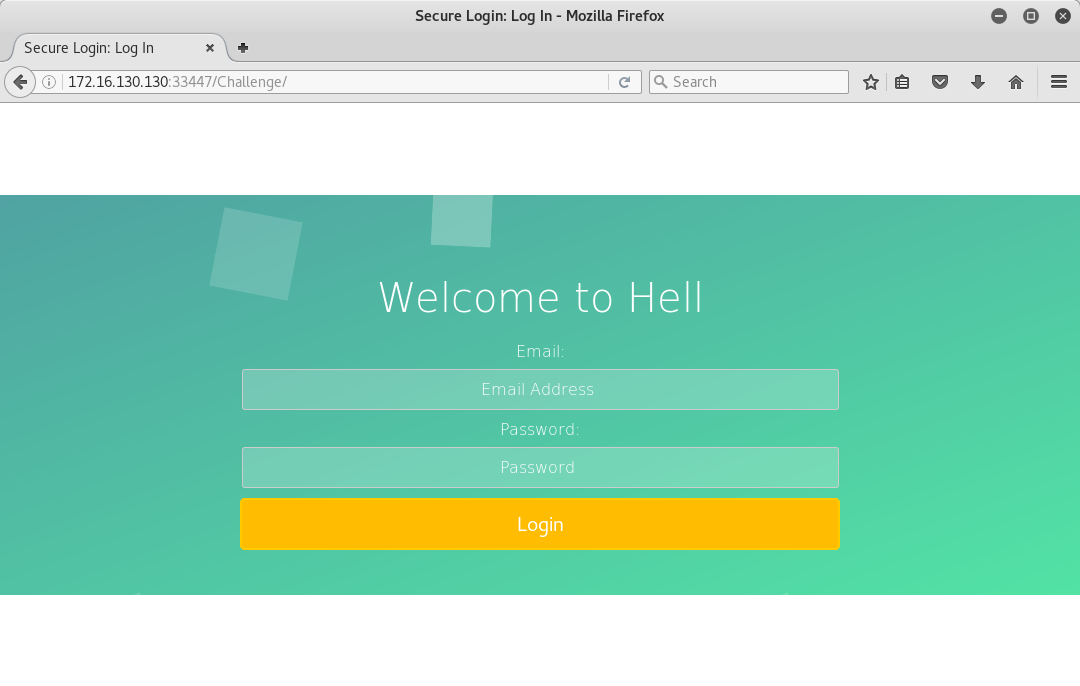 Secure Login: Log In - Mozilla Firefox
Secure Login: Log In
172.16.130.130:33447/Challenge/
Search
Welcome to Hell
Email:
Email Address
Password:
Password
Login